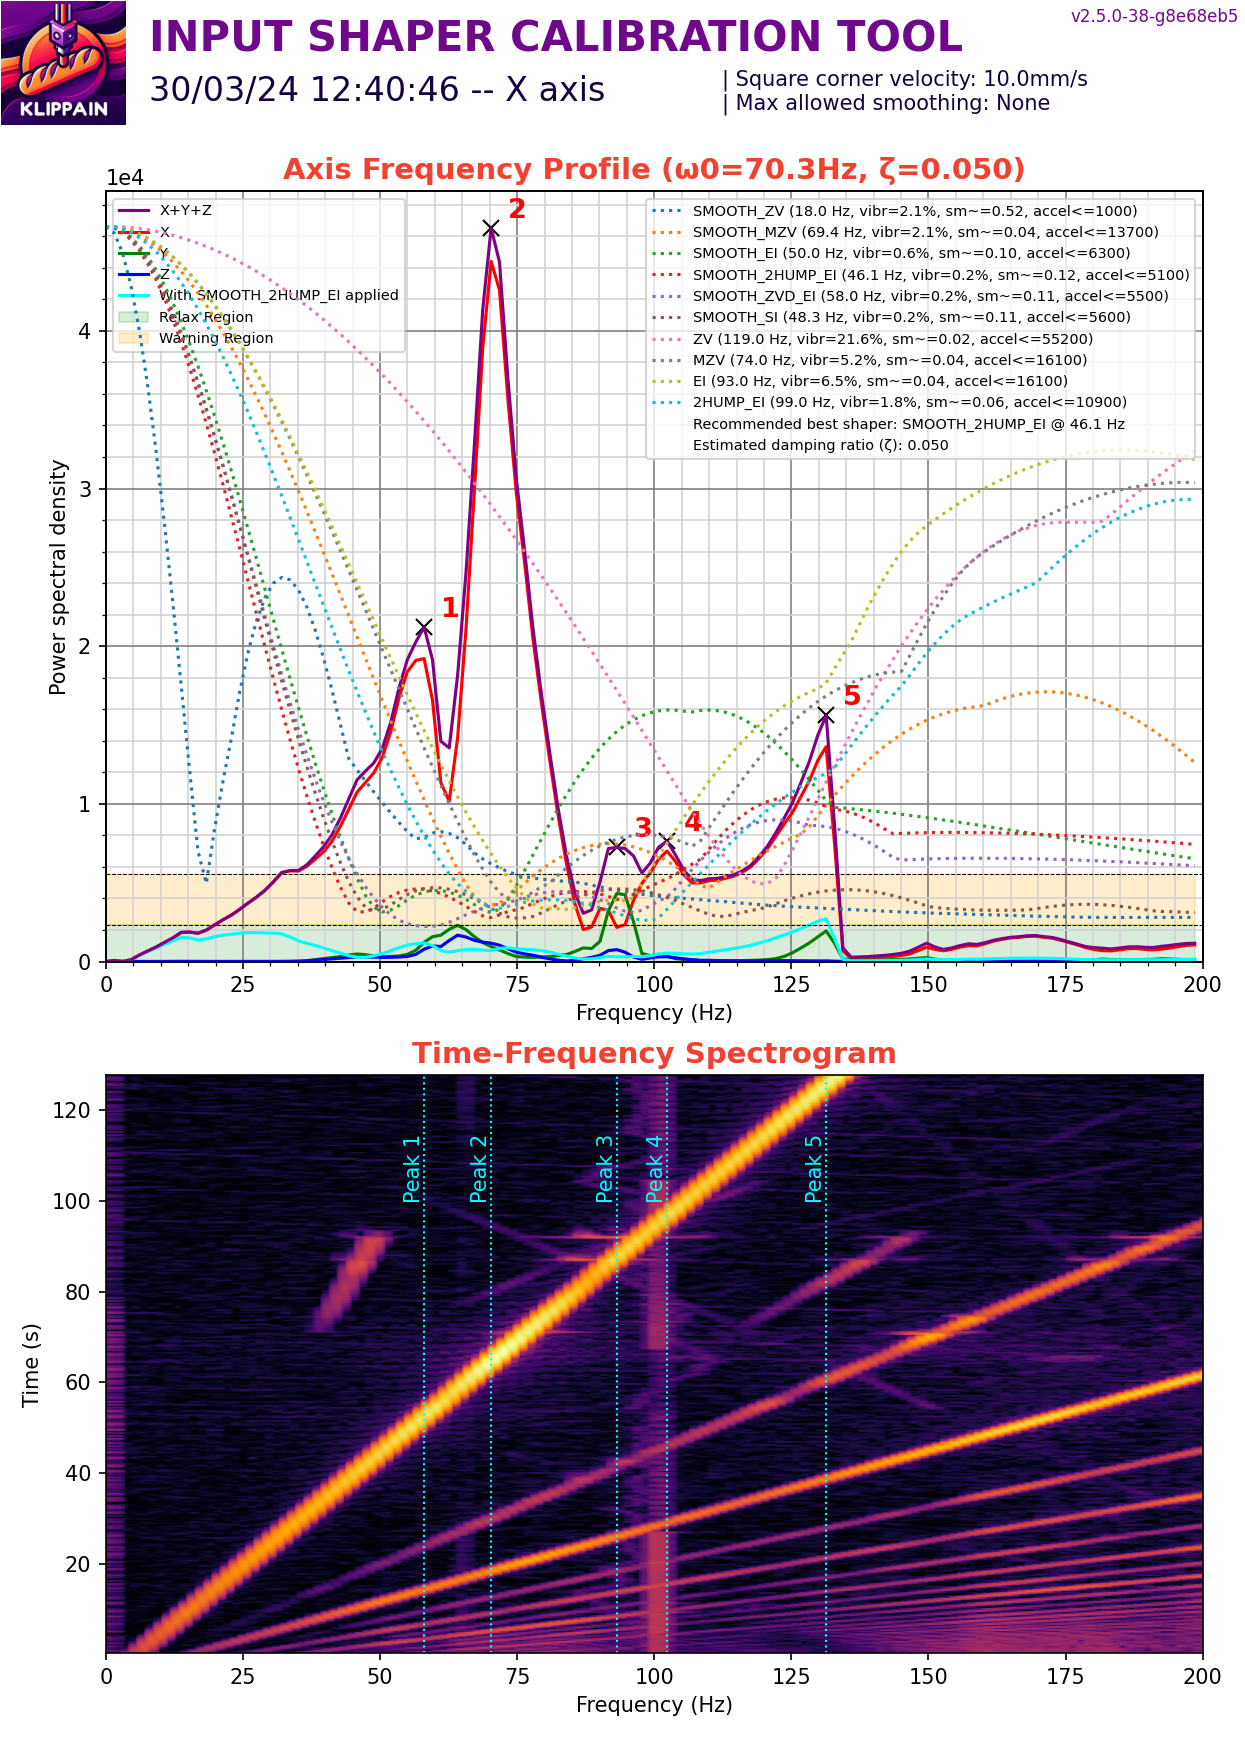 v2.5.0-38-g8e68eb5
INPUT SHAPER CALIBRATION TOOL
30/03/24 12:40:46 -- X axis
| Square corner velocity: 10.0mm/s
| Max allowed smoothing: None
KLIPPAIN
Axis Frequency Profile (ω0=70.3Hz, ζ=0.050)
1e4
X+Y+Z
X
Y
Z
With SMOOTH_2HUMP_EI applied
Relax Region
Warning Region
SMOOTH_ZV (18.0 Hz, vibr=2.1%, sm~=0.52, accel<=1000)
SMOOTH_MZV (69.4 Hz, vibr=2.1%, sm~=0.04, accel<=13700)
SMOOTH_EI (50.0 Hz, vibr=0.6%, sm~=0.10, accel<=6300)
SMOOTH_2HUMP_EI (46.1 Hz, vibr=0.2%, sm~=0.12, accel<=5100)
SMOOTH_ZVD_EI (58.0 Hz, vibr=0.2%, sm~=0.11, accel<=5500)
SMOOTH_SI (48.3 Hz, vibr=0.2%, sm~=0.11, accel<=5600)
ZV (119.0 Hz, vibr=21.6%, sm~=0.02, accel<=55200)
MZV (74.0 Hz, vibr=5.2%, sm~=0.04, accel<=16100)
EI (93.0 Hz, vibr=6.5%, sm~=0.04, accel<=16100)
2HUMP_EI (99.0 Hz, vibr=1.8%, sm~=0.06, accel<=10900)
Recommended best shaper: SMOOTH_2HUMP_EI @ 46.1 Hz
Estimated damping ratio (ζ): 0.050
1
2
3
4
5
Power spectral density
4
3
2
1
0
0 25 50 75 100 125 150 175 200
Frequency (Hz)
Time-Frequency Spectrogram
Peak 1
Peak 2
Peak 3
Peak 4
Peak 5
Time (s)
120
100
80
60
40
20
0 25 50 75 100 125 150 175 200
Frequency (Hz)